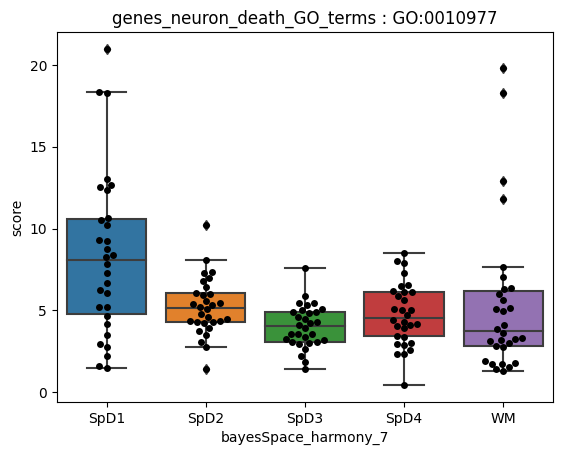 genes_neuron_death_GO_terms : GO:0010977
20
15
10
5
0
score
SpD1 SpD2 SpD3 SpD4 WM
bayesSpace_harmony_7